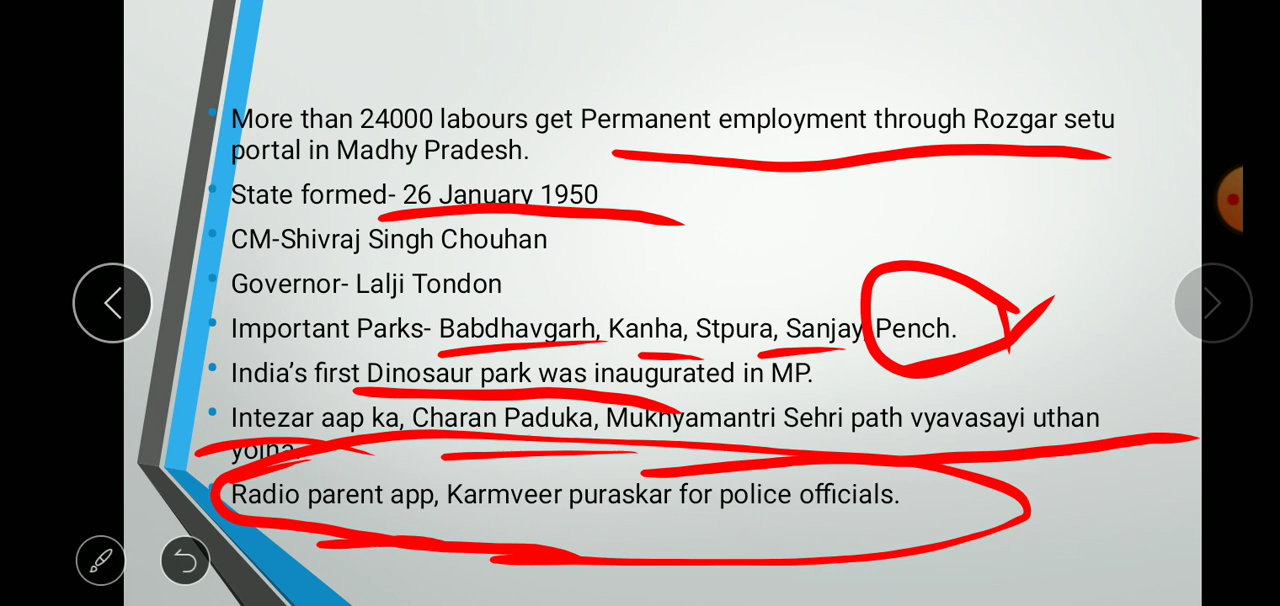 More than 24000 labours get Permanent employment through Rozgar setu
portal in Madhy Pradesh.
State formed- 26 January 1950
CM-Shivraj Singh Chouhan
Governor- Lalji Tondon
Important Parks- Babdhavgarh, Kanha, Stpura, Sanjay, Pench.
India's first Dinosaur park was inaugurated in MP.
Intezar aap ka, Charan Paduka, Mukhyamantri Sehri path vyavasayi uthan
yojna.
Radio parent app, Karmveer puraskar for police officials.